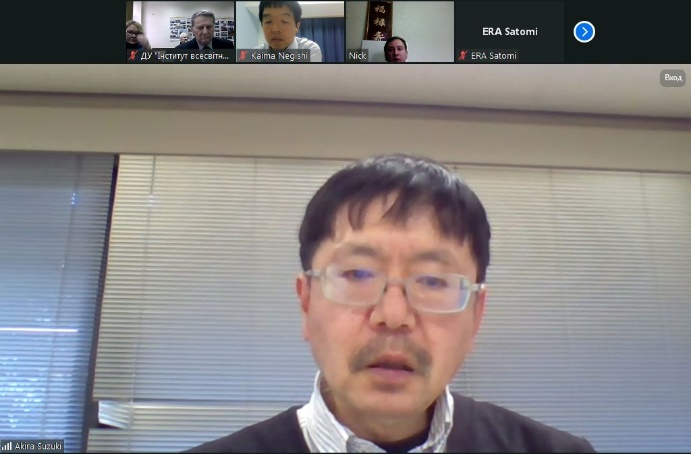 ДУ "Інститут всесвітн...
Kaima Negishi
Nick
ERA Satomi
ERA Satomi
Вход
Akira Suzuki